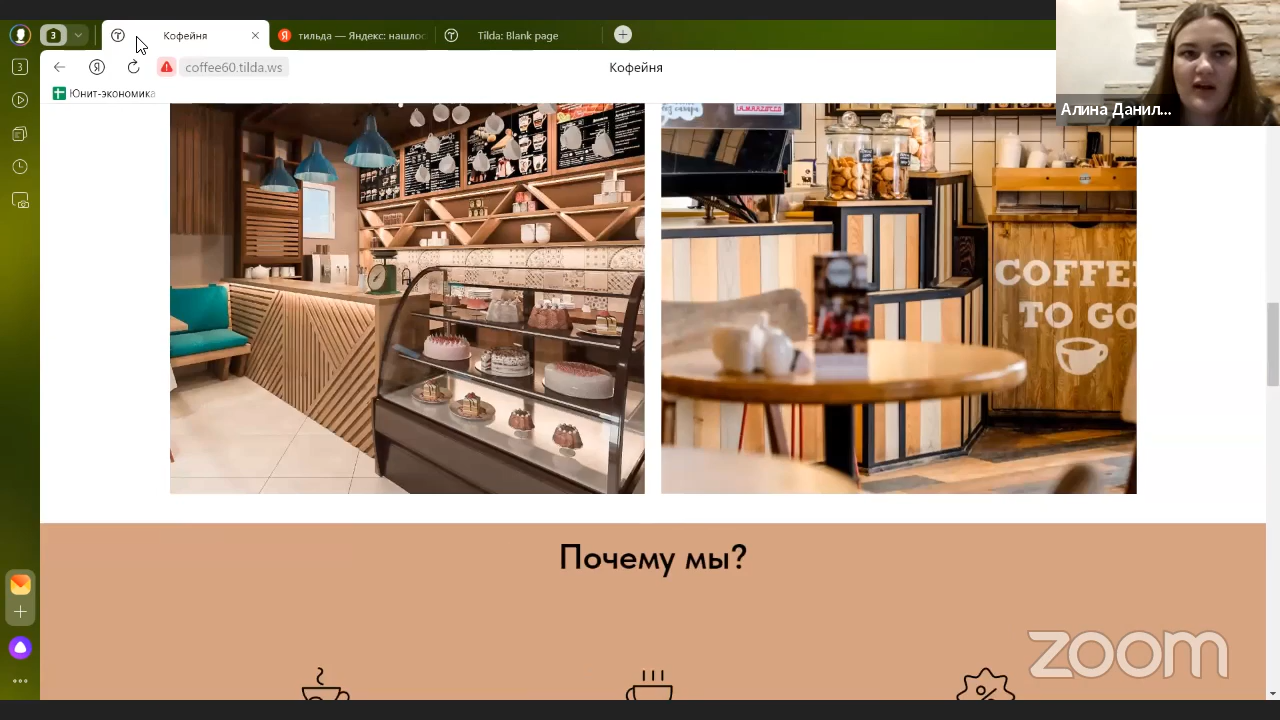 3
Кофейня
тильда — Яндекс: нашлос
Tilda: Blank page
3
coffee60.tilda.ws
Кофейня
Юнит-экономика
Алина Данил...
COFFE
TO GO
Почему мы?
zoom